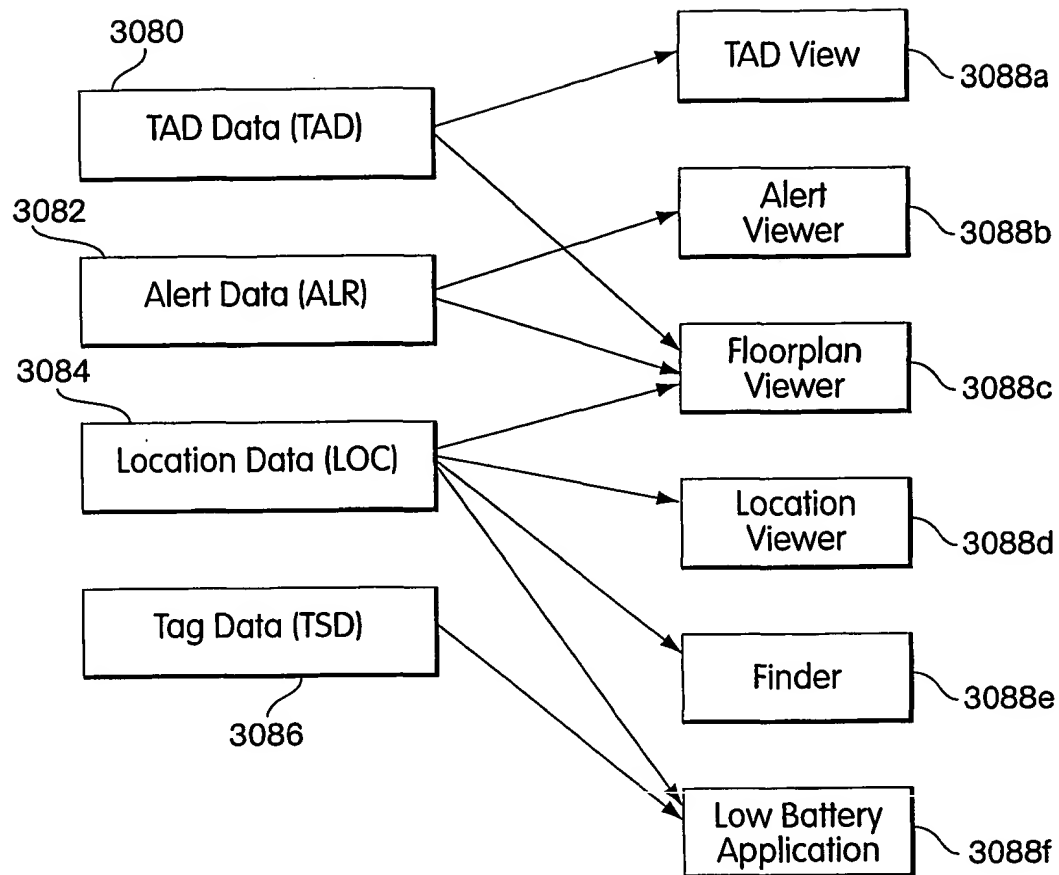 3080
TAD Data (TAD)
TAD View
3088a
3082
Alert Data (ALR)
Alert
Viewer
3088b
3084
Location Data (LOC)
Floorplan
Viewer
3088c
Location
Viewer
3088d
Tag Data (TSD)
3086
Finder
3088e
Low Battery
Application
3088f